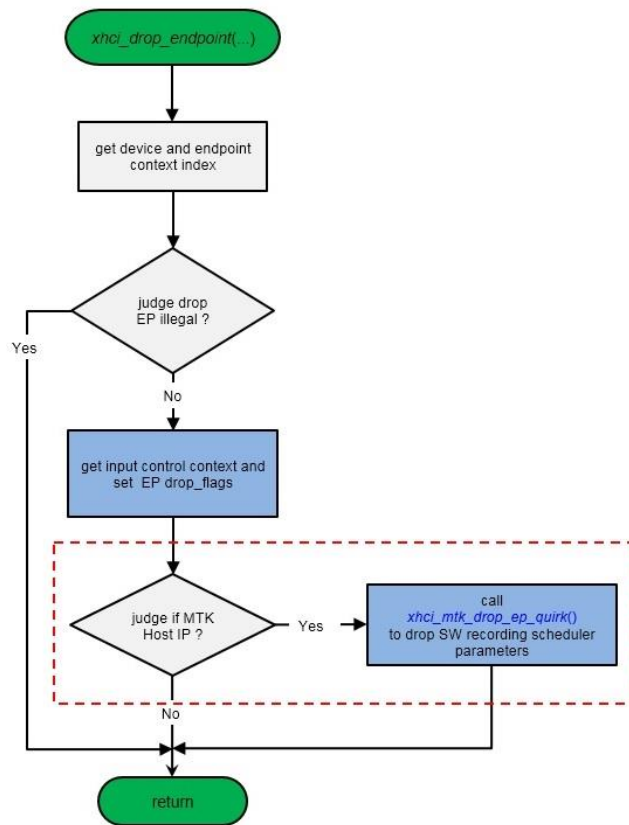 xhci_drop_endpoint(...)
get device and endpoint
context index
judge drop
EP illegal ?
Yes
No
get input control context and
set EP drop_flags
judge if MTK
Host IP ?
Yes
call
xhci_mtk_drop_ep_quirk()
to drop SW recording scheduler
parameters
No
return